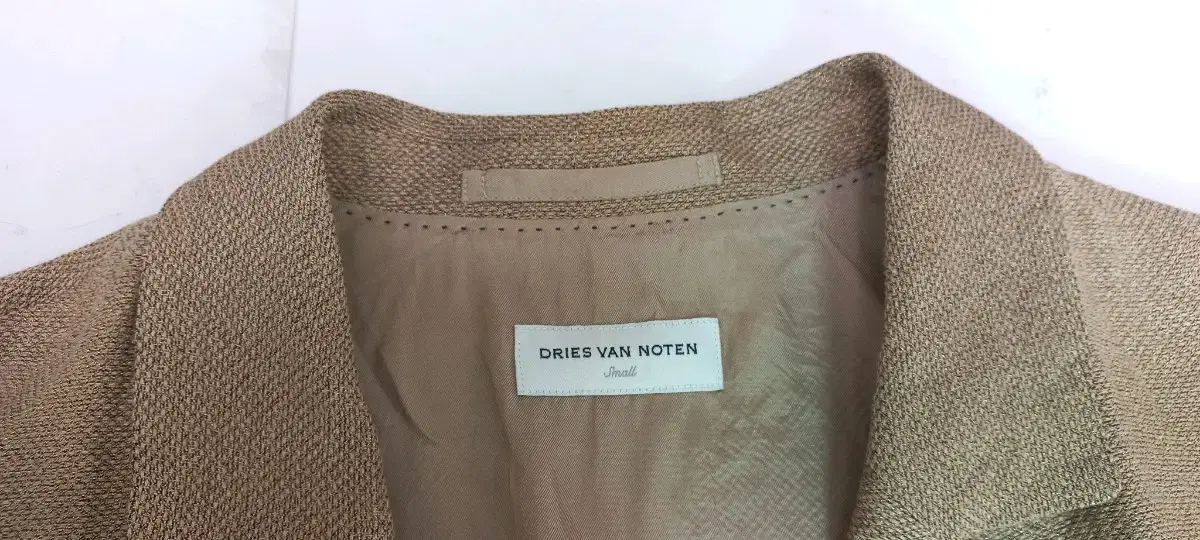 DRIES VAN NOTEN
Small